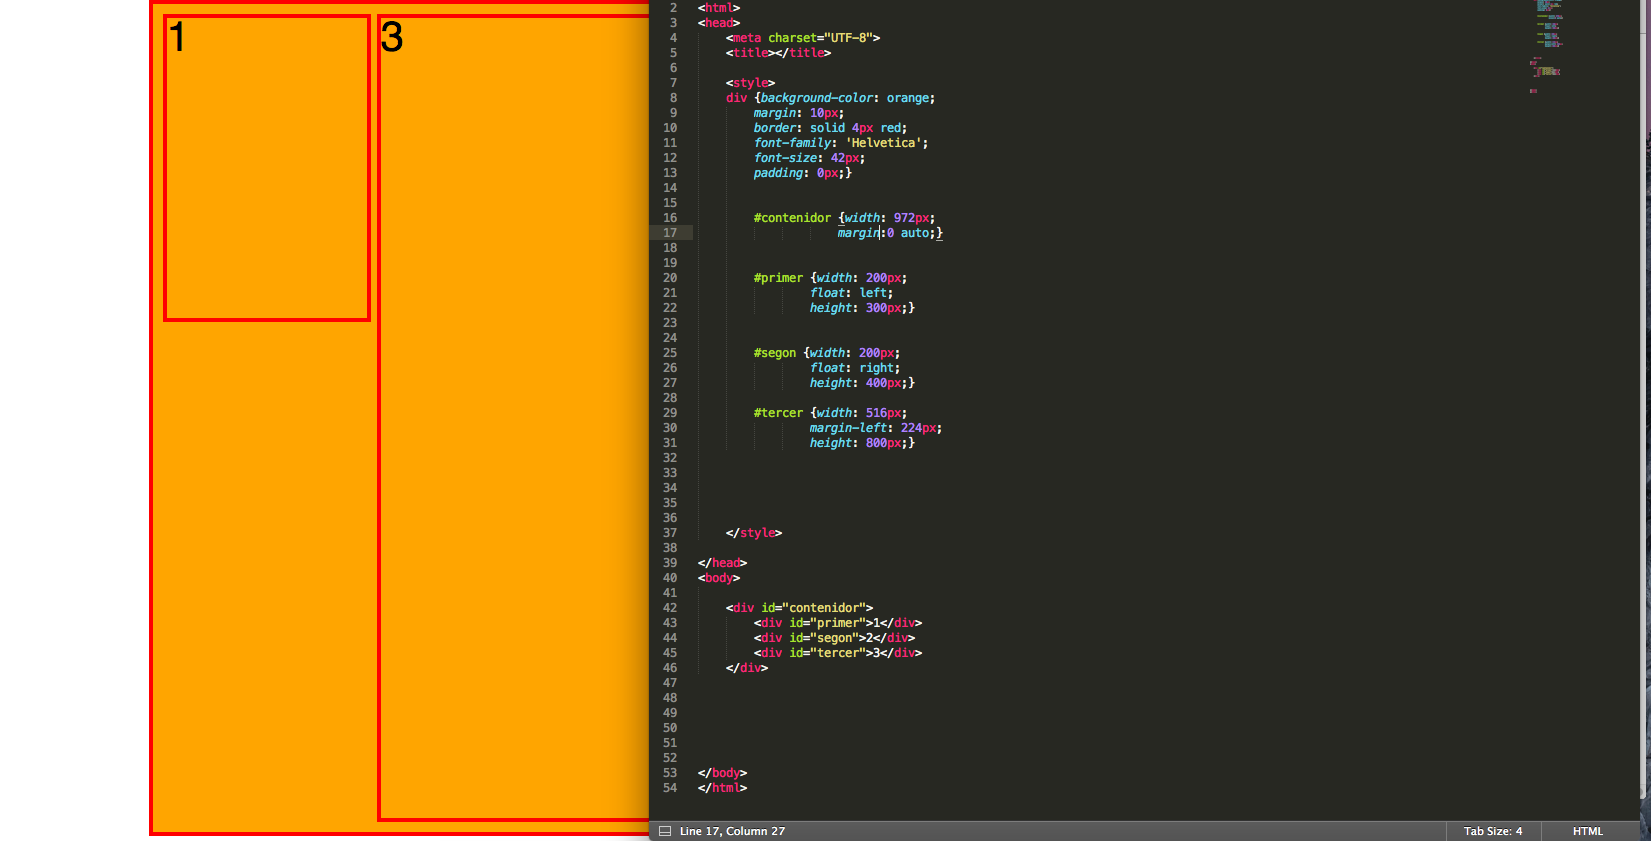 1
3
2 <html>
3 <head>
4 <meta charset="UTF-8">
5 <title></title>
6
7 <style>
8 div {background-color: orange;
9 margin: 10px;
10 border: solid 4px red;
11 font-family: 'Helvetica';
12 font-size: 42px;
13 padding: 0px;}
14
15
16 #contenidor {width: 972px;
17 margin:0 auto;}
18
19
20 #primer {width: 200px;
21 float: left;
22 height: 300px;}
23
24
25 #segon {width: 200px;
26 float: right;
27 height: 400px;}
28
29 #tercer {width: 516px;
30 margin-left: 224px;
31 height: 800px;}
32
33
34
35
36
37 </style>
38
39 </head>
40 <body>
41
42 <div id="contenidor">
43 <div id="primer">1</div>
44 <div id="segon">2</div>
45 <div id="tercer">3</div>
46 </div>
47
48
49
50
51
52
53 </body>
54 </html>
Line 17, Column 27
Tab Size: 4
HTML